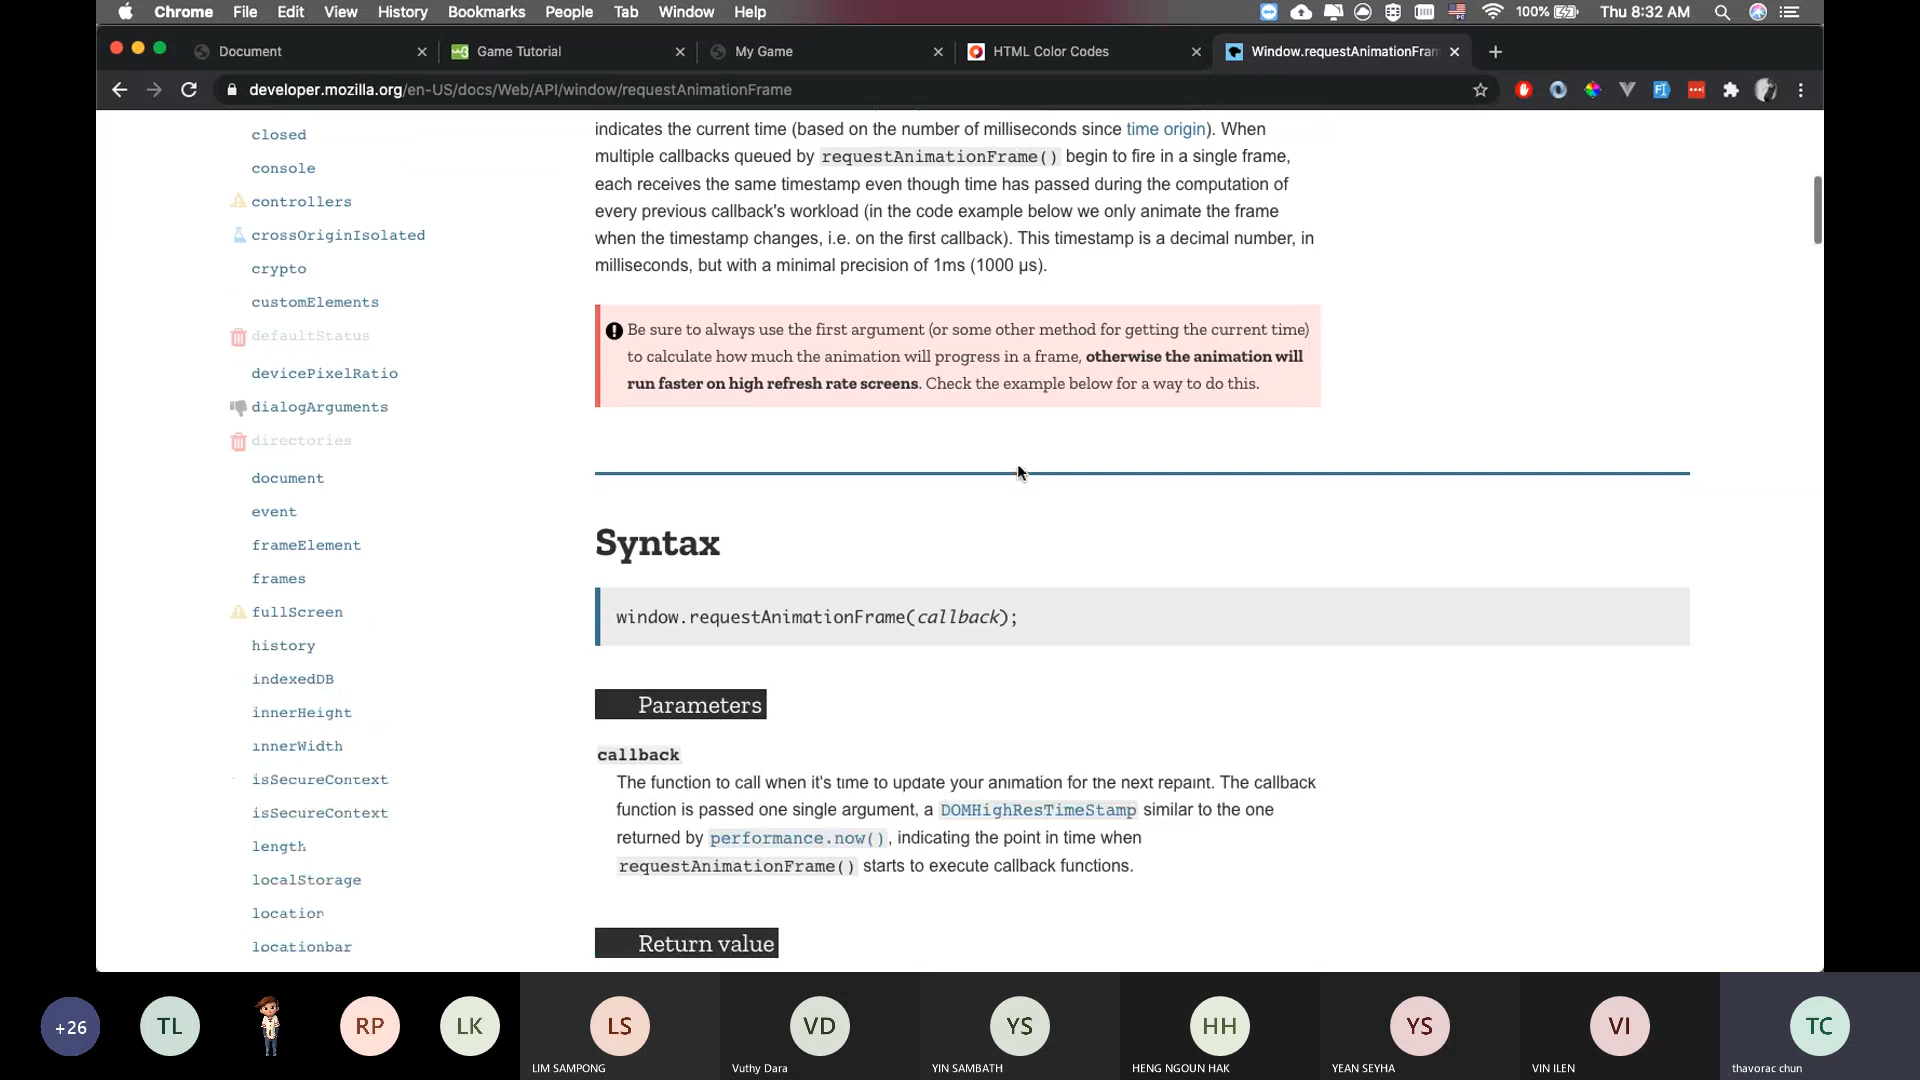 Chrome File Edit View History Bookmarks People Tab Window Help 100% Thu 8:32 AM
Document Game Tutorial My Game HTML Color Codes Window.requestAnimationFram
developer.mozilla.org/en-US/docs/Web/API/window/requestAnimationFrame
closed
console
controllers
crossOriginIsolated
crypto
customElements
defaultStatus
devicePixelRatio
dialogArguments
directories
document
event
frameElement
frames
fullScreen
history
indexedDB
innerHeight
innerWidth
isSecureContext
isSecureContext
length
localStorage
location
locationbar
indicates the current time (based on the number of milliseconds since time origin). When
multiple callbacks queued by requestAnimationFrame() begin to fire in a single frame,
each receives the same timestamp even though time has passed during the computation of
every previous callback's workload (in the code example below we only animate the frame
when the timestamp changes, i.e. on the first callback). This timestamp is a decimal number, in
milliseconds, but with a minimal precision of 1ms (1000 µs).
Be sure to always use the first argument (or some other method for getting the current time)
to calculate how much the animation will progress in a frame, otherwise the animation will
run faster on high refresh rate screens. Check the example below for a way to do this.
Syntax
window.requestAnimationFrame(callback);
Parameters
callback
The function to call when it's time to update your animation for the next repaint. The callback
function is passed one single argument, a DOMHighResTimeStamp similar to the one
returned by performance.now(), indicating the point in time when
requestAnimationFrame() starts to execute callback functions.
Return value
+26 TL RP LK LS VD YS HH YS VI TC
LIM SAMPONG Vuthy Dara YIN SAMBATH HENG NGOUN HAK YEAN SEYHA VIN ILEN thavorac chun